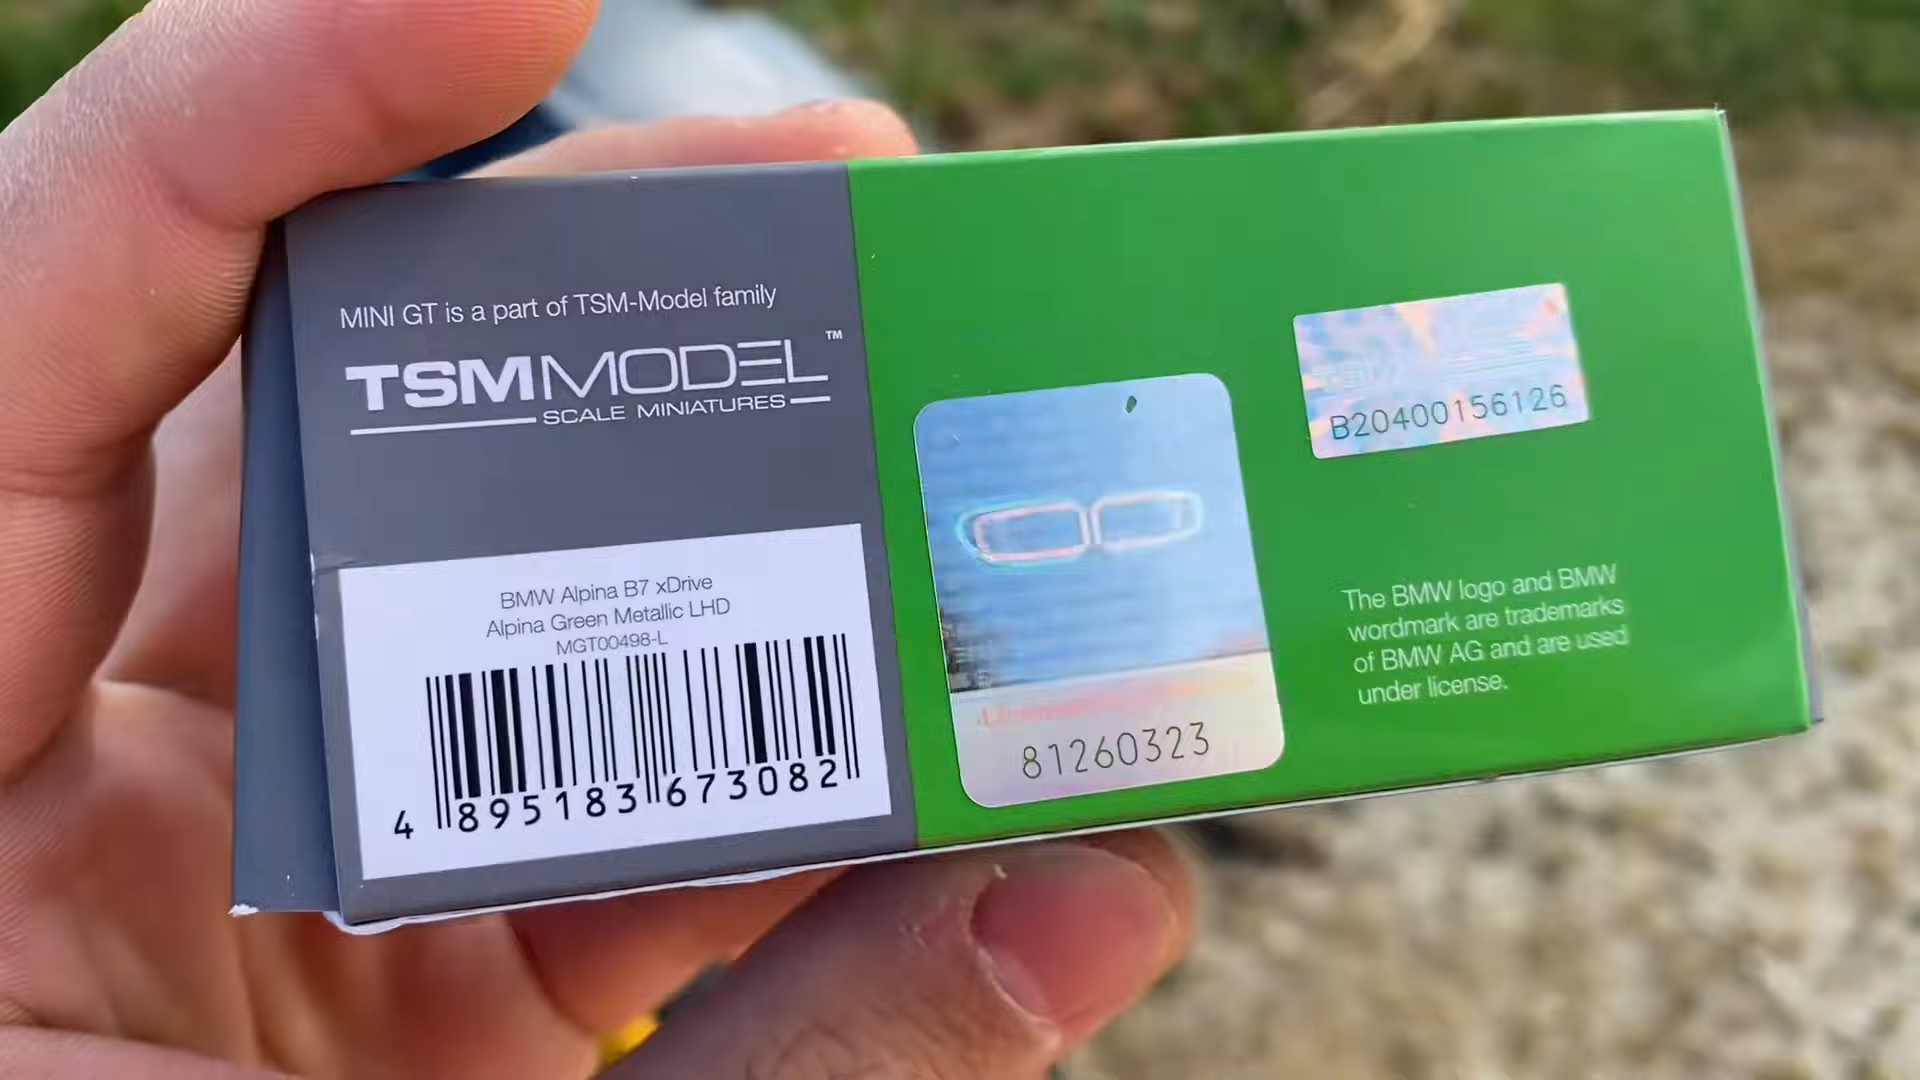 MINI GT is a part of TSM-Model family
TSMMODEL™
SCALE MINIATURES
BMW Alpina B7 xDrive
Alpina Green Metallic LHD
MGT00498-L
4 895183 673082
81260323
B20400156126
The BMW logo and BMW
wordmark are trademarks
of BMW AG and are used
under license.